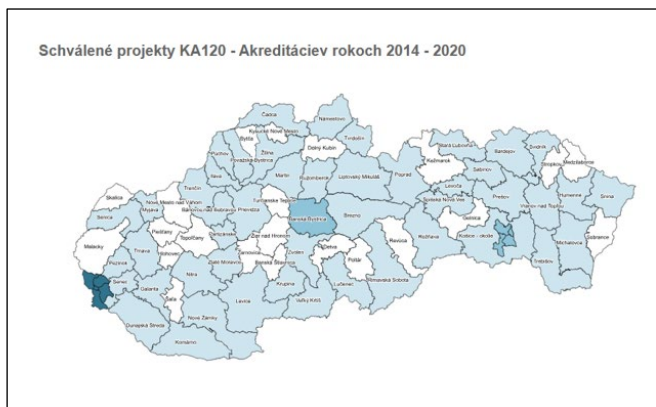 Schválené projekty KA120 - Akreditáciev rokoch 2014 - 2020
Čadca
Námestovo
Kysucké Nové Mesto
Bytča
Tvrdošín
Dolný Kubín
Žilina
Púchov
Považská Bystrica
Ilava
Martin
Ružomberok
Liptovský Mikuláš
Poprad
Kežmarok
Stará Ľubovňa
Bardejov
Svidník
Stropkov
Medzilaborce
Sabinov
Levoča
Prešov
Vranov nad Topľou
Humenné
Snina
Sobrance
Michalovce
Trebišov
Košice - okolie
Gelnica
Spišská Nová Ves
Rožňava
Revúca
Rimavská Sobota
Poltár
Lučenec
Detva
Brezno
Banská Bystrica
Turčianske Teplice
Zvolen
Žiar nad Hronom
Banská Štiavnica
Žarnovica
Krupina
Veľký Krtíš
Levice
Prievidza
Partizánske
Bánovce nad Bebravou
Trenčín
Nové Mesto nad Váhom
Myjava
Skalica
Senica
Malacky
Pezinok
Senec
Trnava
Piešťany
Hlohovec
Topoľčany
Zlaté Moravce
Nitra
Galanta
Šaľa
Nové Zámky
Dunajská Streda
Komárno